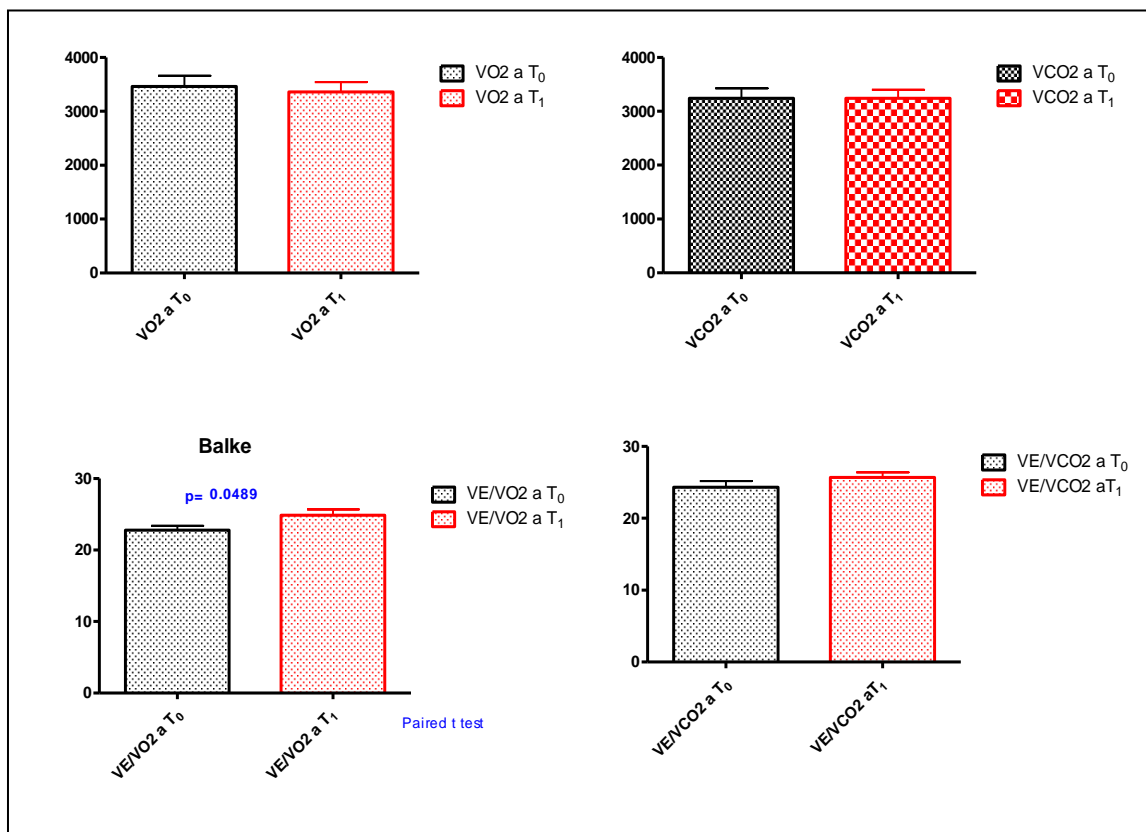 4000
3000
2000
1000
0
VO2 a T₀
VO2 a T₁
VO2 a T₀
VO2 a T₁
4000
3000
2000
1000
0
VCO2 a T₀
VCO2 a T₁
VCO2 a T₀
VCO2 a T₁
Balke
p= 0.0489
30
20
10
0
VE/VO2 a T₀
VE/VO2 a T₁
VE/VO2 a T₀
VE/VO2 a T₁
Paired t test
30
20
10
0
VE/VCO2 a T₀
VE/VCO2 aT₁
VE/VCO2 a T₀
VE/VCO2 aT₁